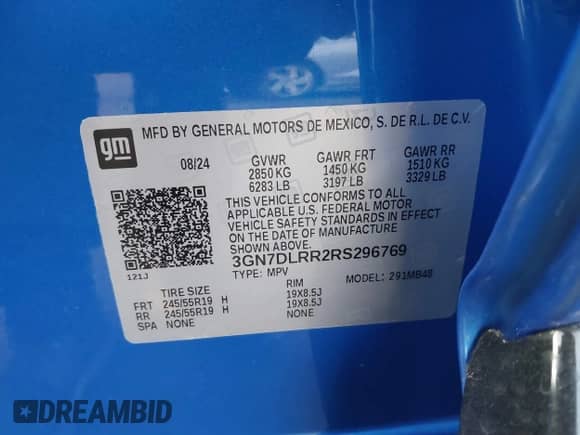 gm
MFD BY GENERAL MOTORS DE MEXICO, S. DE R.L. DE C.V.
08/24 GVWR GAWR FRT GAWR RR
2850 KG 1450 KG 1510 KG
6283 LB 3197 LB 3329 LB
THIS VEHICLE CONFORMS TO ALL
APPLICABLE U.S. FEDERAL MOTOR
VEHICLE SAFETY STANDARDS IN EFFECT
ON THE DATE OF MANUFACTURE
SHOWN ABOVE.
3GN7DLRR2RS296769
121J TYPE: MPV MODEL: 291MB48
TIRE SIZE RIM
FRT 245/55R19 H 19X8.5J
RR 245/55R19 H 19X8.5J
SPA NONE NONE
DREAMBID